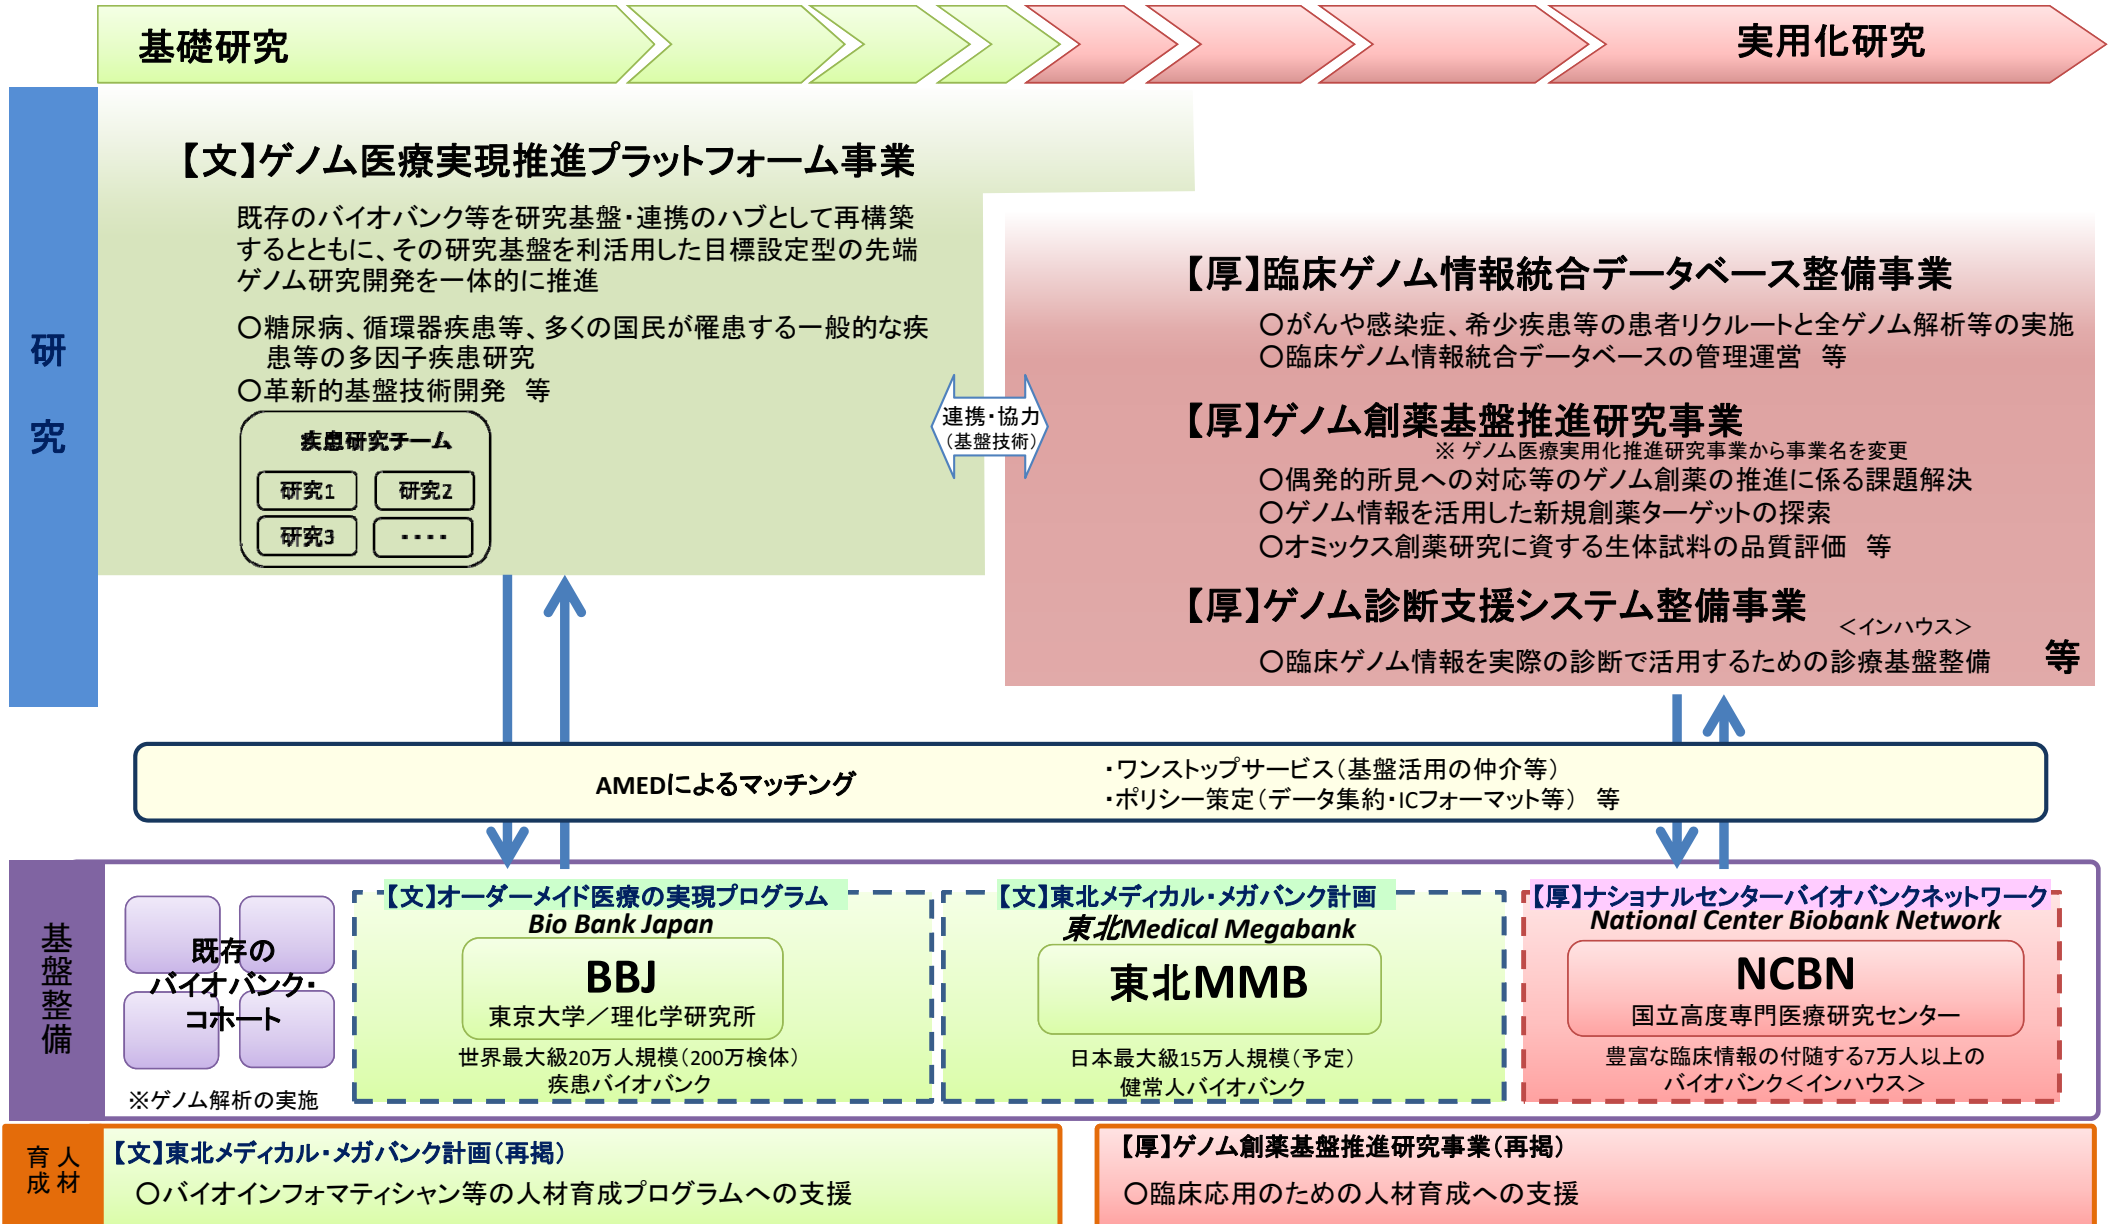 基礎研究
実用化研究
研究
【文】ゲノム医療実現推進プラットフォーム事業
既存のバイオバンク等を研究基盤・連携のハブとして再構築
するとともに、その研究基盤を利活用した目標設定型の先端
ゲノム研究開発を一体的に推進
○糖尿病、循環器疾患等、多くの国民が罹患する一般的な疾
患等の多因子疾患研究
○革新的基盤技術開発 等
疾患研究チーム
研究1
研究2
研究3
・・・・
連携・協力
(基盤技術)
【厚】臨床ゲノム情報統合データベース整備事業
○がんや感染症、希少疾患等の患者リクルートと全ゲノム解析等の実施
○臨床ゲノム情報統合データベースの管理運営 等
【厚】ゲノム創薬基盤推進研究事業
※ ゲノム医療実用化推進研究事業から事業名を変更
○偶発的所見への対応等のゲノム創薬の推進に係る課題解決
○ゲノム情報を活用した新規創薬ターゲットの探索
○オミックス創薬研究に資する生体試料の品質評価 等
【厚】ゲノム診断支援システム整備事業
<インハウス>
○臨床ゲノム情報を実際の診断で活用するための診療基盤整備
等
AMEDによるマッチング
・ワンストップサービス(基盤活用の仲介等)
・ポリシー策定(データ集約・ICフォーマット等) 等
基盤整備
既存の
バイオバンク・
コホート
※ゲノム解析の実施
【文】オーダーメイド医療の実現プログラム
Bio Bank Japan
BBJ
東京大学/理化学研究所
世界最大級20万人規模(200万検体)
疾患バイオバンク
【文】東北メディカル・メガバンク計画
東北Medical Megabank
東北MMB
日本最大級15万人規模(予定)
健常人バイオバンク
【厚】ナショナルセンターバイオバンクネットワーク
National Center Biobank Network
NCBN
国立高度専門医療研究センター
豊富な臨床情報の付随する7万人以上の
バイオバンク<インハウス>
人材
育成
【文】東北メディカル・メガバンク計画(再掲)
○バイオインフォマティシャン等の人材育成プログラムへの支援
【厚】ゲノム創薬基盤推進研究事業(再掲)
○臨床応用のための人材育成への支援